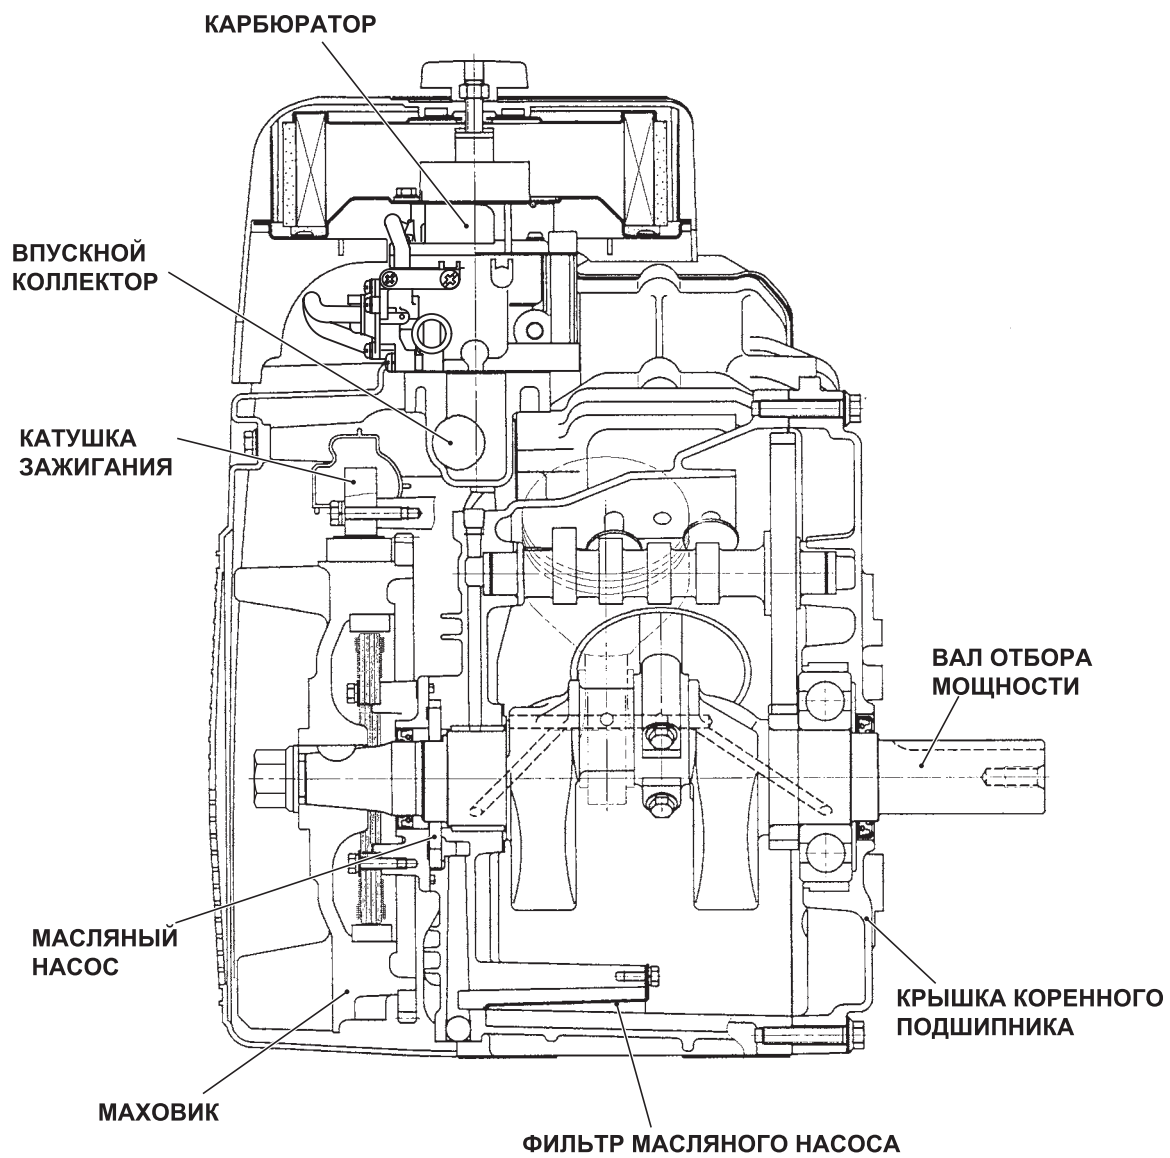 КАРБЮРАТОР
ВПУСКНОЙ
КОЛЛЕКТОР
КАТУШКА
ЗАЖИГАНИЯ
ВАЛ ОТБОРА
МОЩНОСТИ
МАСЛЯНЫЙ
НАСОС
КРЫШКА КОРЕННОГО
ПОДШИПНИКА
МАХОВИК
ФИЛЬТР МАСЛЯНОГО НАСОСА